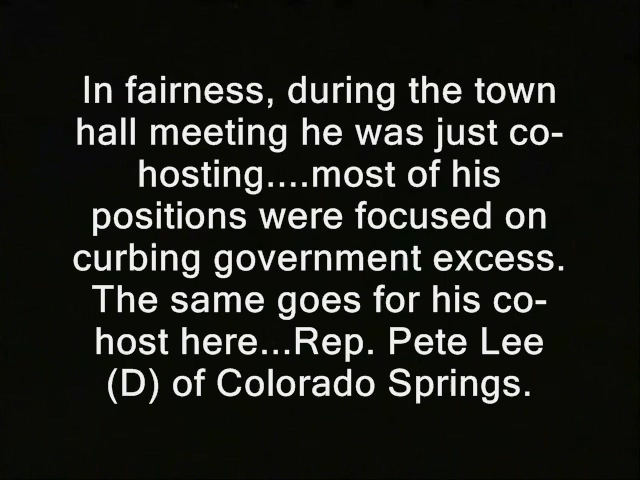 In fairness, during the town
hall meeting he was just co-
hosting....most of his
positions were focused on
curbing government excess.
The same goes for his co-
host here...Rep. Pete Lee
(D) of Colorado Springs.